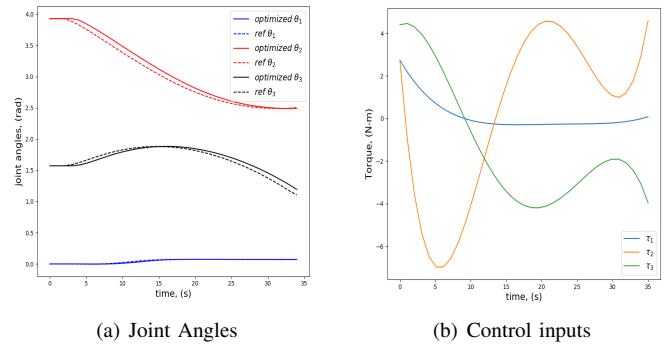 optimized θ1
ref θ1
optimized θ2
ref θ2
optimized θ3
ref θ3
4.0
3.5
3.0
2.5
2.0
1.5
1.0
0.5
0.0
joint angles, (rad)
0
5
10
15
20
25
30
35
time, (s)
(a) Joint Angles
4
2
0
−2
−4
−6
Torque, (N-m)
τ1
τ2
τ3
0
5
10
15
20
25
30
35
time, (s)
(b) Control inputs